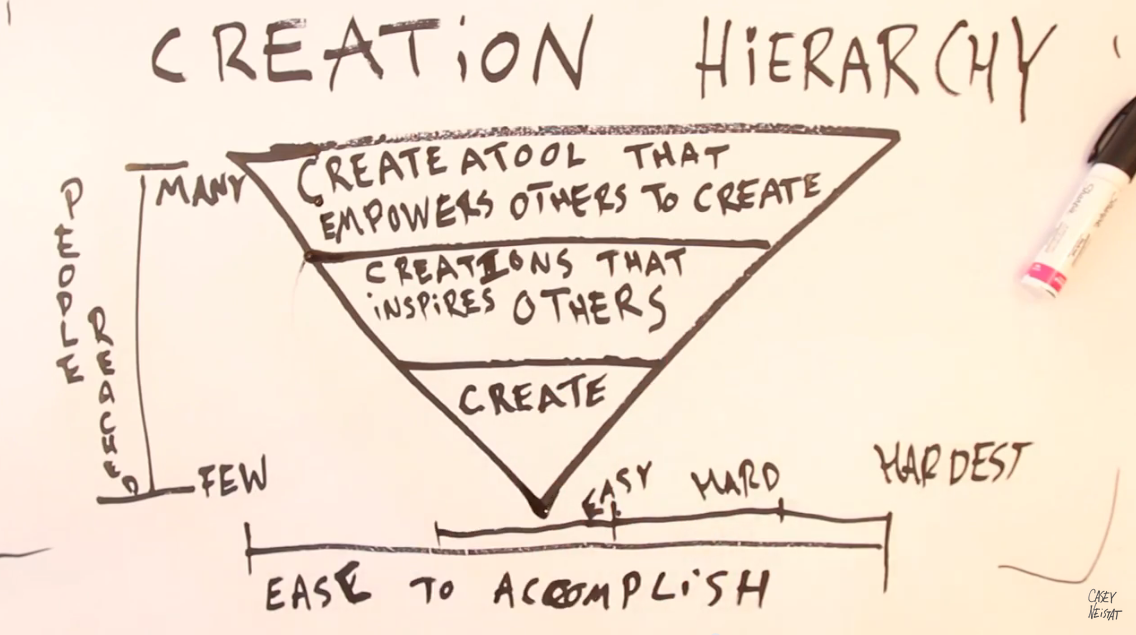 CREATION HIERARCHY
PEOPLE
REACHED
MANY
CREATE A TOOL THAT
EMPOWERS OTHERS TO CREATE
CREATIONS THAT
INSPIRES OTHERS
CREATE
FEW
EASY
HARD
HARDEST
EASE TO ACCOMPLISH
CASEY
NEISTAT